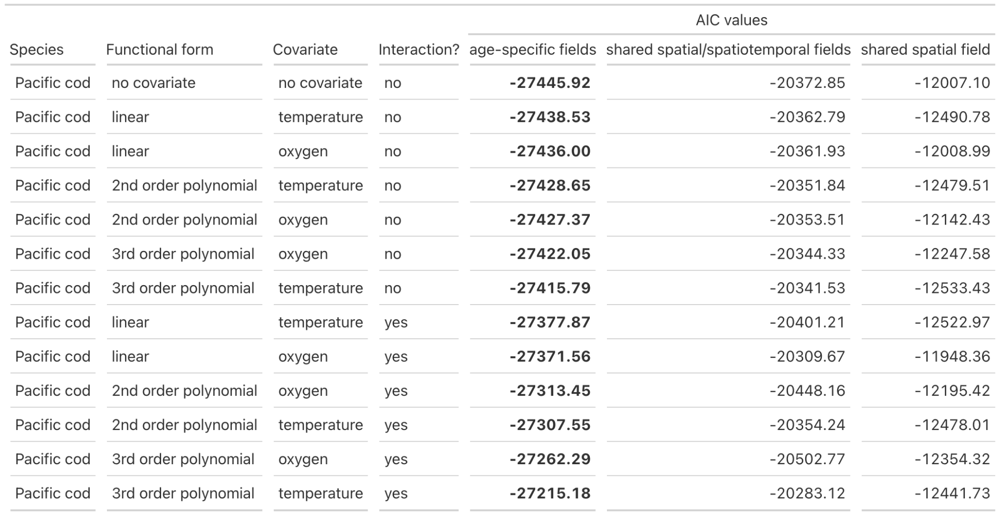 AIC values
Species Functional form Covariate Interaction? age-specific fields shared spatial/spatiotemporal fields shared spatial field
Pacific cod no covariate no covariate no -27445.92 -20372.85 -12007.10
Pacific cod linear temperature no -27438.53 -20362.79 -12490.78
Pacific cod linear oxygen no -27436.00 -20361.93 -12008.99
Pacific cod 2nd order polynomial temperature no -27428.65 -20351.84 -12479.51
Pacific cod 2nd order polynomial oxygen no -27427.37 -20353.51 -12142.43
Pacific cod 3rd order polynomial oxygen no -27422.05 -20344.33 -12247.58
Pacific cod 3rd order polynomial temperature no -27415.79 -20341.53 -12533.43
Pacific cod linear temperature yes -27377.87 -20401.21 -12522.97
Pacific cod linear oxygen yes -27371.56 -20309.67 -11948.36
Pacific cod 2nd order polynomial oxygen yes -27313.45 -20448.16 -12195.42
Pacific cod 2nd order polynomial temperature yes -27307.55 -20354.24 -12478.01
Pacific cod 3rd order polynomial oxygen yes -27262.29 -20502.77 -12354.32
Pacific cod 3rd order polynomial temperature yes -27215.18 -20283.12 -12441.73